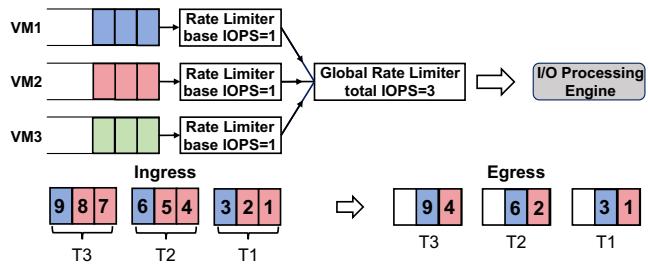 VM1
Rate Limiter
base IOPS=1
VM2
Rate Limiter
base IOPS=1
Global Rate Limiter
total IOPS=3
I/O Processing
Engine
VM3
Rate Limiter
base IOPS=1
Ingress
Egress
9 8 7
6 5 4
3 2 1
9 4
6 2
3 1
T3
T2
T1
T3
T2
T1